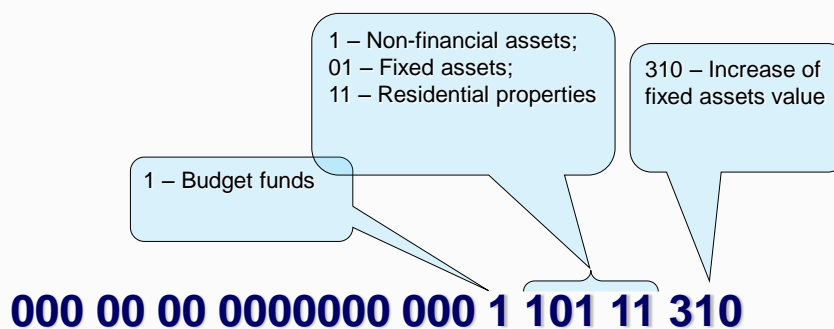 1 – Non-financial assets;
01 – Fixed assets;
11 – Residential properties
310 – Increase of
fixed assets value
1 – Budget funds
000 00 00 0000000 000 1 101 11 310